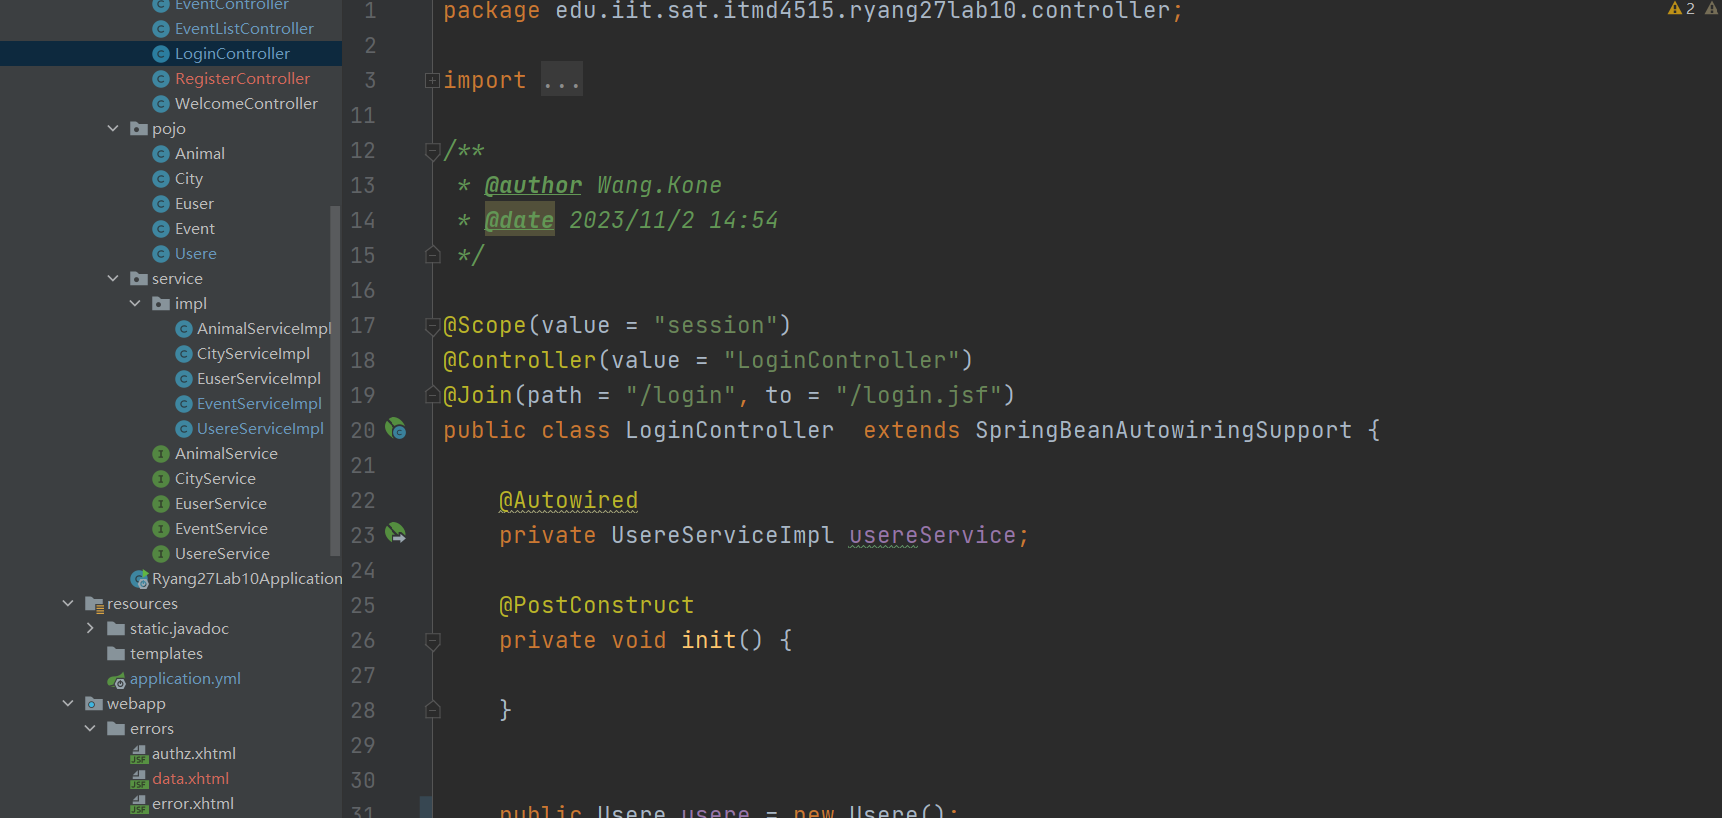 EventController
EventListController
LoginController
RegisterController
WelcomeController
pojo
Animal
City
Euser
Event
Usere
service
impl
AnimalServiceImpl
CityServiceImpl
EuserServiceImpl
EventServiceImpl
UsereServiceImpl
AnimalService
CityService
EuserService
EventService
UsereService
Ryang27Lab10Application
resources
static.javadoc
templates
application.yml
webapp
errors
authz.xhtml
data.xhtml
error.xhtml
1 package edu.iit.sat.itmd4515.ryang27lab10.controller;
2
2
3 import ...
11
12 /**
13 * @author Wang.Kone
14 * @date 2023/11/2 14:54
15 */
16
17 @Scope(value = "session")
18 @Controller(value = "LoginController")
19 @Join(path = "/login", to = "/login.jsf")
20 public class LoginController  extends SpringBeanAutowiringSupport {
21
22 @Autowired
23 private UsereServiceImpl usereService;
24
25 @PostConstruct
26 private void init() {
27
28 }
29
30
31 public Usere usere = new Usere();